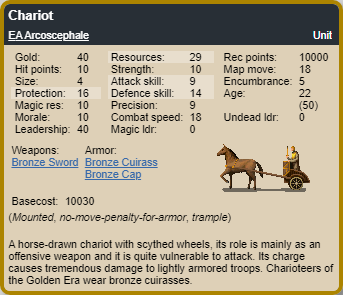 Chariot
EA Arcoscephale Unit
Gold: 40 Resources: 29 Rec points: 10000
Hit points: 10 Strength: 10 Map move: 18
Size: 4 Attack skill: 9 Encumbrance: 5
Protection: 16 Defence skill: 14 Age: 22
Magic res: 10 Precision: 9 (50)
Morale: 10 Combat speed: 18 Undead ldr: 0
Leadership: 40 Magic ldr: 0
Weapons: Armor:
Bronze Sword Bronze Cuirass
Bronze Cap
Basecost: 10030
(Mounted, no-move-penalty-for-armor, trample)
A horse-drawn chariot with scythed wheels, its role is mainly as an
offensive weapon and it is quite vulnerable to attack. Its charge
causes tremendous damage to lightly armored troops. Charioteers of
the Golden Era wear bronze cuirasses.